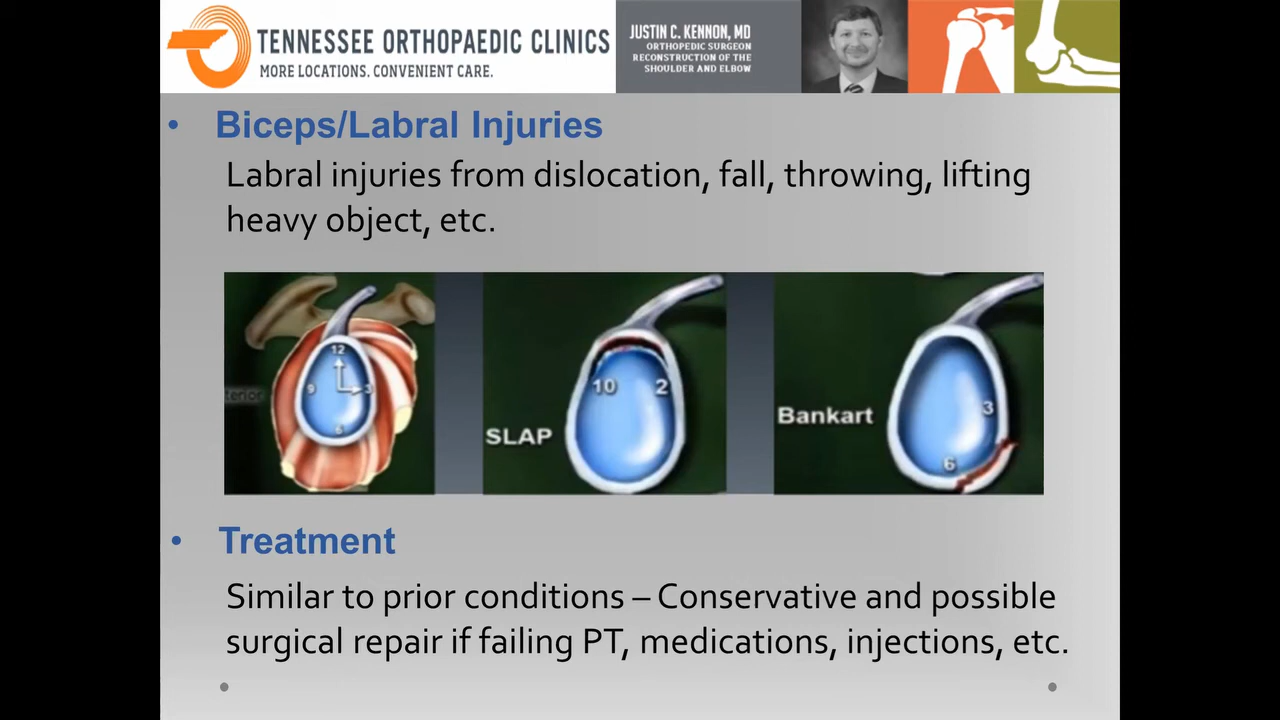 TENNESSEE ORTHOPAEDIC CLINICS
MORE LOCATIONS. CONVENIENT CARE.
JUSTIN C. KENNON, MD
ORTHOPEDIC SURGEON
RECONSTRUCTION OF THE
SHOULDER AND ELBOW
• Biceps/Labral Injuries
Labral injuries from dislocation, fall, throwing, lifting
heavy object, etc.
12
9 3
6
10 2
SLAP
3
Bankart
6
• Treatment
Similar to prior conditions – Conservative and possible
surgical repair if failing PT, medications, injections, etc.